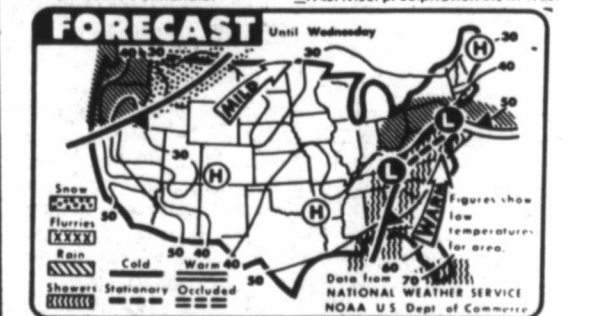 FORECAST Until Wednesday
40 30
30
H 30
40
50
MILD
L
30
H
L
H
WARM
Snow
Flurries
Rain
Showers
50
50 40
40
50
60
70
Cold Warm
Stationary Occluded
Figures show
low
temperatures
for area.
Data from
NATIONAL WEATHER SERVICE
NOAA U S Dept of Commerce